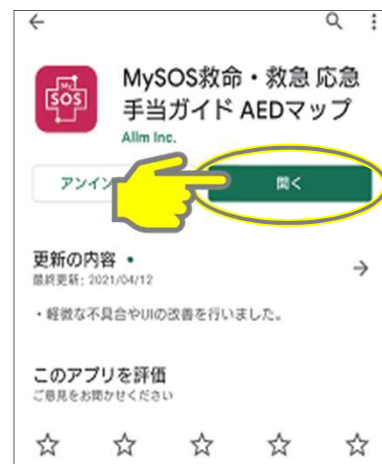 My
SOS
MySOS救命・救急 応急
手当ガイド AEDマップ
Allm Inc.
アンイン
開く
更新の内容
最終更新: 2021/04/12
・軽微な不具合やUIの改善を行いました。
このアプリを評価
ご意見をお聞かせください